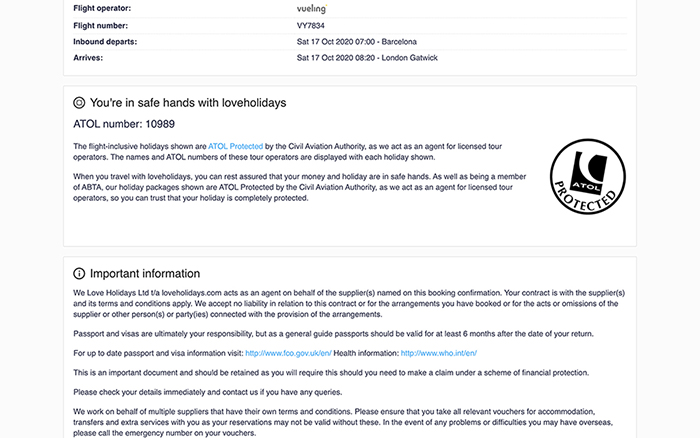 Flight operator: vueling
Flight number: VY7834
Inbound departs: Sat 17 Oct 2020 07:00 - Barcelona
Arrives: Sat 17 Oct 2020 08:20 - London Gatwick
You're in safe hands with loveholidays
ATOL number: 10989
The flight-inclusive holidays shown are ATOL Protected by the Civil Aviation Authority, as we act as an agent for licensed tour
operators. The names and ATOL numbers of these tour operators are displayed with each holiday shown.
When you travel with loveholidays, you can rest assured that your money and holiday are in safe hands. As well as being a member
of ABTA, our holiday packages shown are ATOL Protected by the Civil Aviation Authority, as we act as an agent for licensed tour
operators, so you can trust that your holiday is completely protected.
ATOL
PROTECTED
Important information
We Love Holidays Ltd t/a loveholidays.com acts as an agent on behalf of the supplier(s) named on this booking confirmation. Your contract is with the supplier(s)
and its terms and conditions apply. We accept no liability in relation to this contract or for the arrangements you have booked or for the acts or omissions of the
supplier or other person(s) or party(ies) connected with the provision of the arrangements.
Passport and visas are ultimately your responsibility, but as a general guide passports should be valid for at least 6 months after the date of your return.
For up to date passport and visa information visit: http://www.fco.gov.uk/en/ Health information: http://www.who.int/en/
This is an important document and should be retained as you will require this should you need to make a claim under a scheme of financial protection.
Please check your details immediately and contact us if you have any queries.
We work on behalf of multiple suppliers that have their own terms and conditions. Please ensure that you take all relevant vouchers for accommodation,
transfers and extra services with you as your reservations may not be valid without these. In the event of any problems or difficulties you may have overseas,
please call the emergency number on your vouchers.